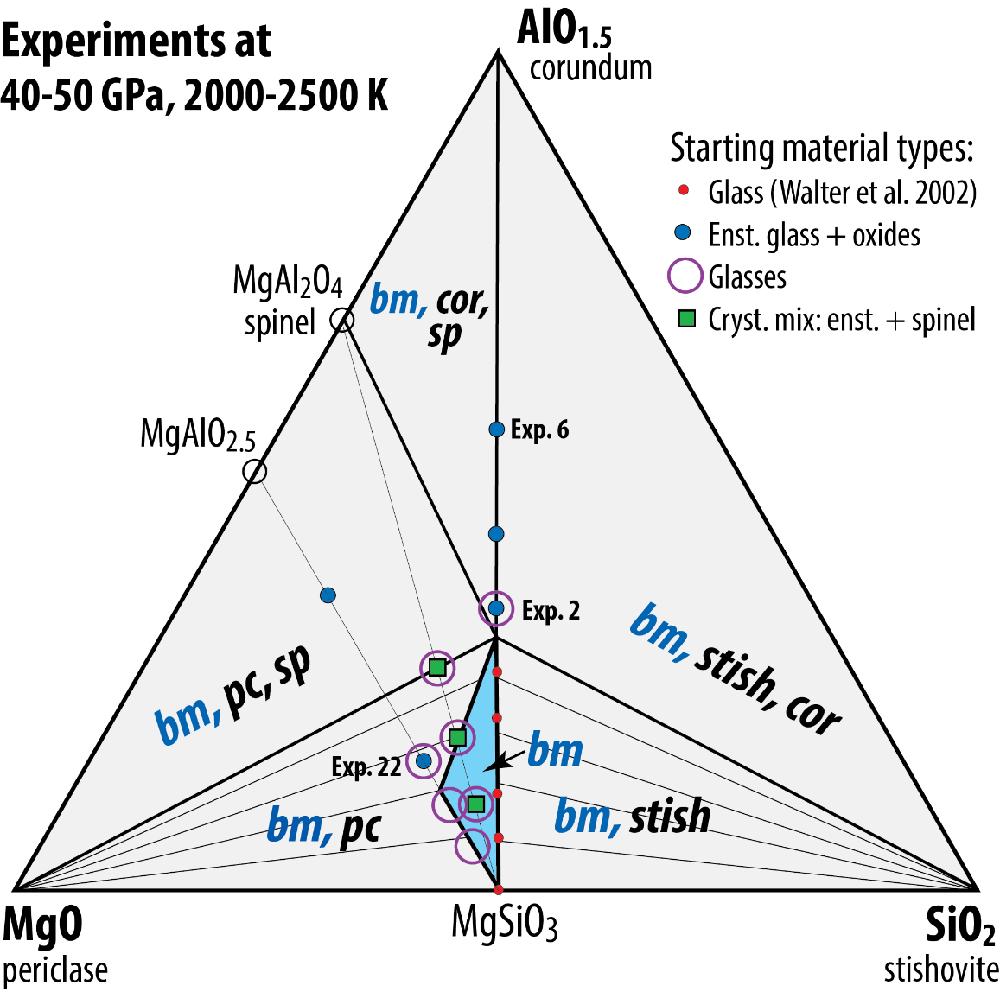 Experiments at
40-50 GPa, 2000-2500 K
AlO₁.₅
corundum
Starting material types:
Glass (Walter et al. 2002)
Enst. glass + oxides
Glasses
Cryst. mix: enst. + spinel
MgAl₂O₄
spinel
bm, cor,
sp
MgAlO₂.₅
Exp. 6
Exp. 2
bm, stish, cor
bm, pc, sp
bm
Exp. 22
bm, pc
bm, stish
MgO
periclase
MgSiO₃
SiO₂
stishovite